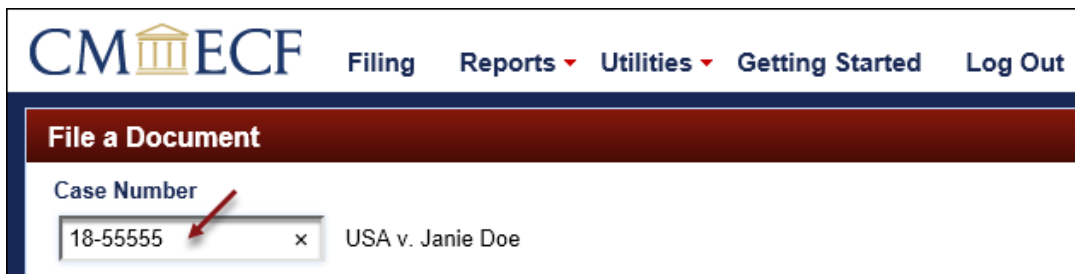 CM ECF Filing Reports Utilities Getting Started Log Out
File a Document
Case Number
18-55555 × USA v. Janie Doe